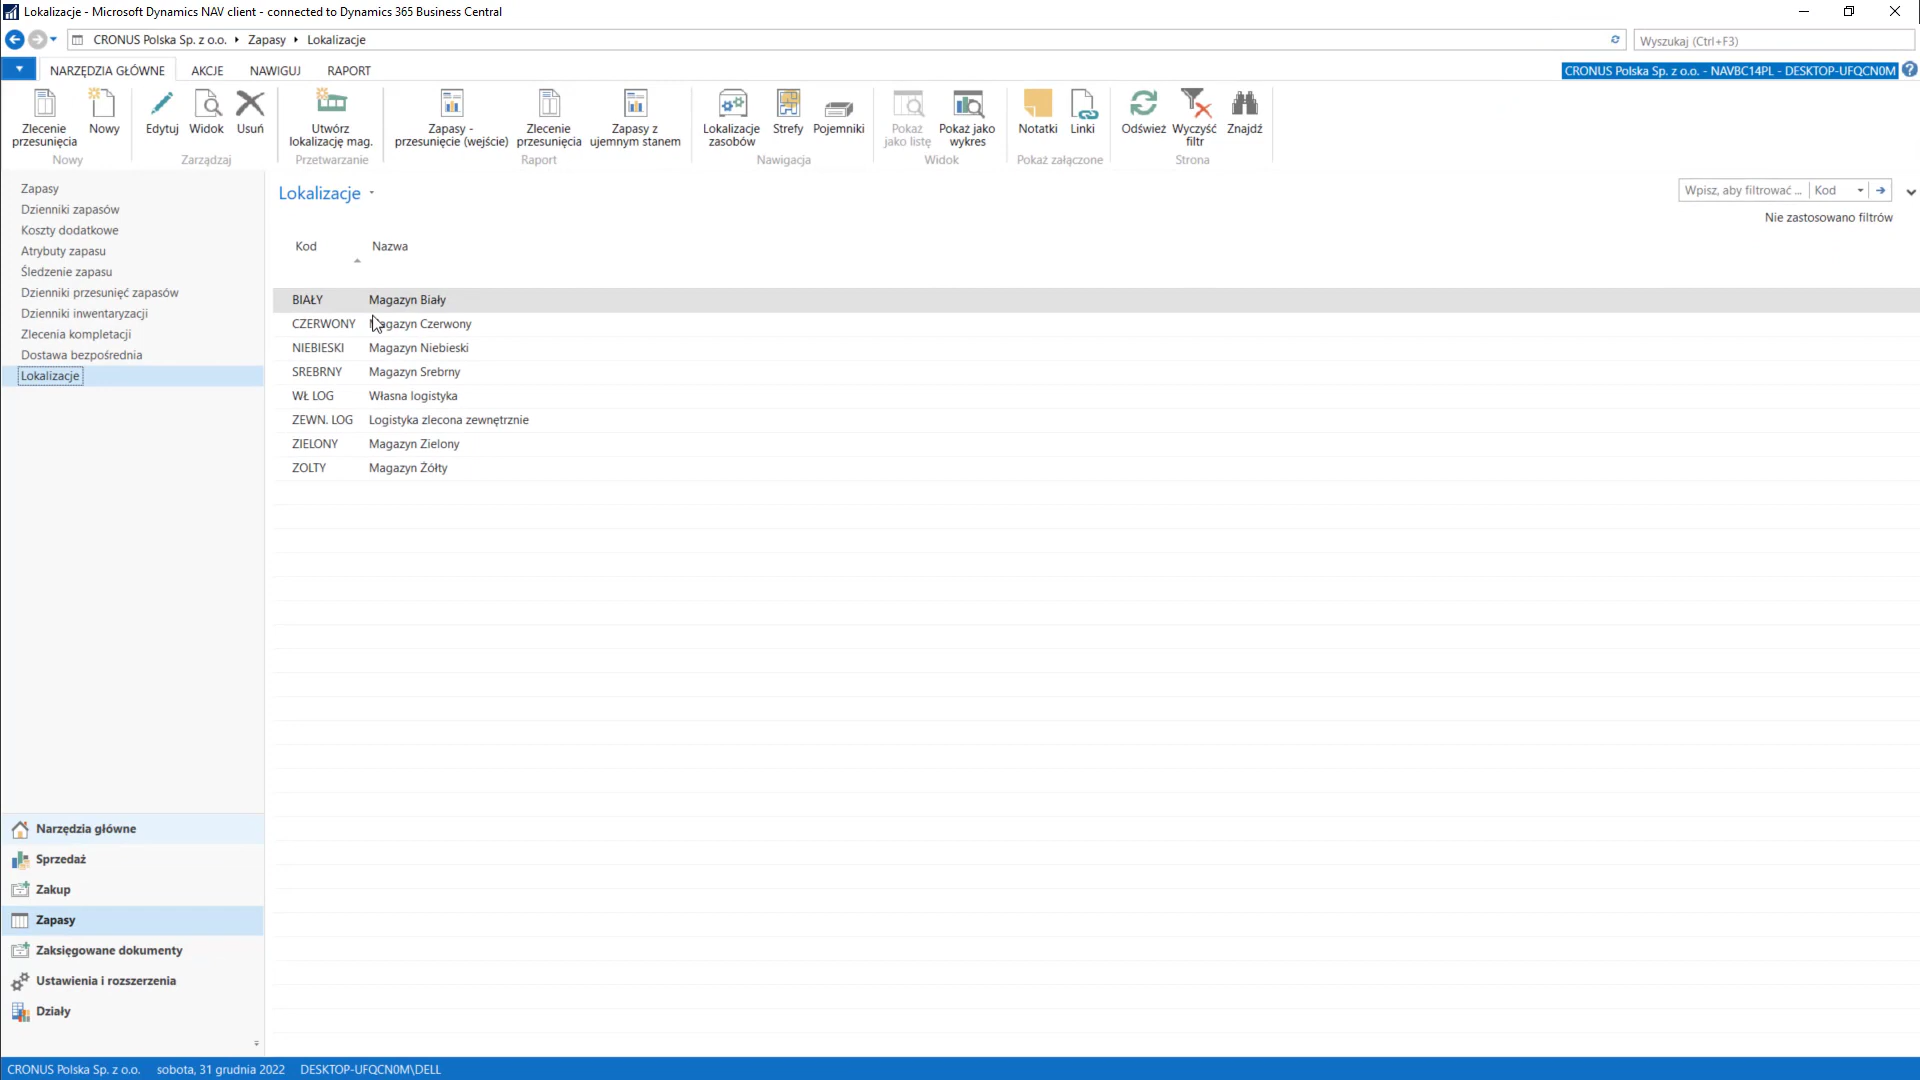 Lokalizacje - Microsoft Dynamics NAV client - connected to Dynamics 365 Business Central
CRONUS Polska Sp. z o.o. Zapasy Lokalizacje
Wyszukaj (Ctrl+F3)
NARZĘDZIA GŁÓWNE AKCJE NAWIGUJ RAPORT
CRONUS Polska Sp. z o.o. - NAVBC14PL - DESKTOP-UFQCN0M
Zlecenie przesunięcia
Nowy
Nowy
Edytuj
Widok
Usuń
Zarządzaj
Utwórz lokalizację mag.
Przetwarzanie
Zapasy - przesunięcie (wejście)
Zlecenie przesunięcia
Zapasy z ujemnym stanem
Raport
Lokalizacje zasobów
Strefy
Pojemniki
Nawigacja
Pokaż jako listę
Pokaż jako wykres
Widok
Notatki
Linki
Pokaż załączone
Odśwież
Wyczyść filtr
Znajdź
Strona
Zapasy
Dzienniki zapasów
Koszty dodatkowe
Atrybuty zapasu
Śledzenie zapasu
Dzienniki przesunięć zapasów
Dzienniki inwentaryzacji
Zlecenia kompletacji
Dostawa bezpośrednia
Lokalizacje
Narzędzia główne
Sprzedaż
Zakup
Zapasy
Zaksięgowane dokumenty
Ustawienia i rozszerzenia
Działy
Lokalizacje
Wpisz, aby filtrować ... Kod
Nie zastosowano filtrów
Kod Nazwa
BIAŁY Magazyn Biały
CZERWONY Magazyn Czerwony
NIEBIESKI Magazyn Niebieski
SREBRNY Magazyn Srebrny
WŁ LOG Własna logistyka
ZEWN. LOG Logistyka zlecona zewnętrznie
ZIELONY Magazyn Zielony
ZOLTY Magazyn Żółty
CRONUS Polska Sp. z o.o. sobota, 31 grudnia 2022 DESKTOP-UFQCN0M\DELL